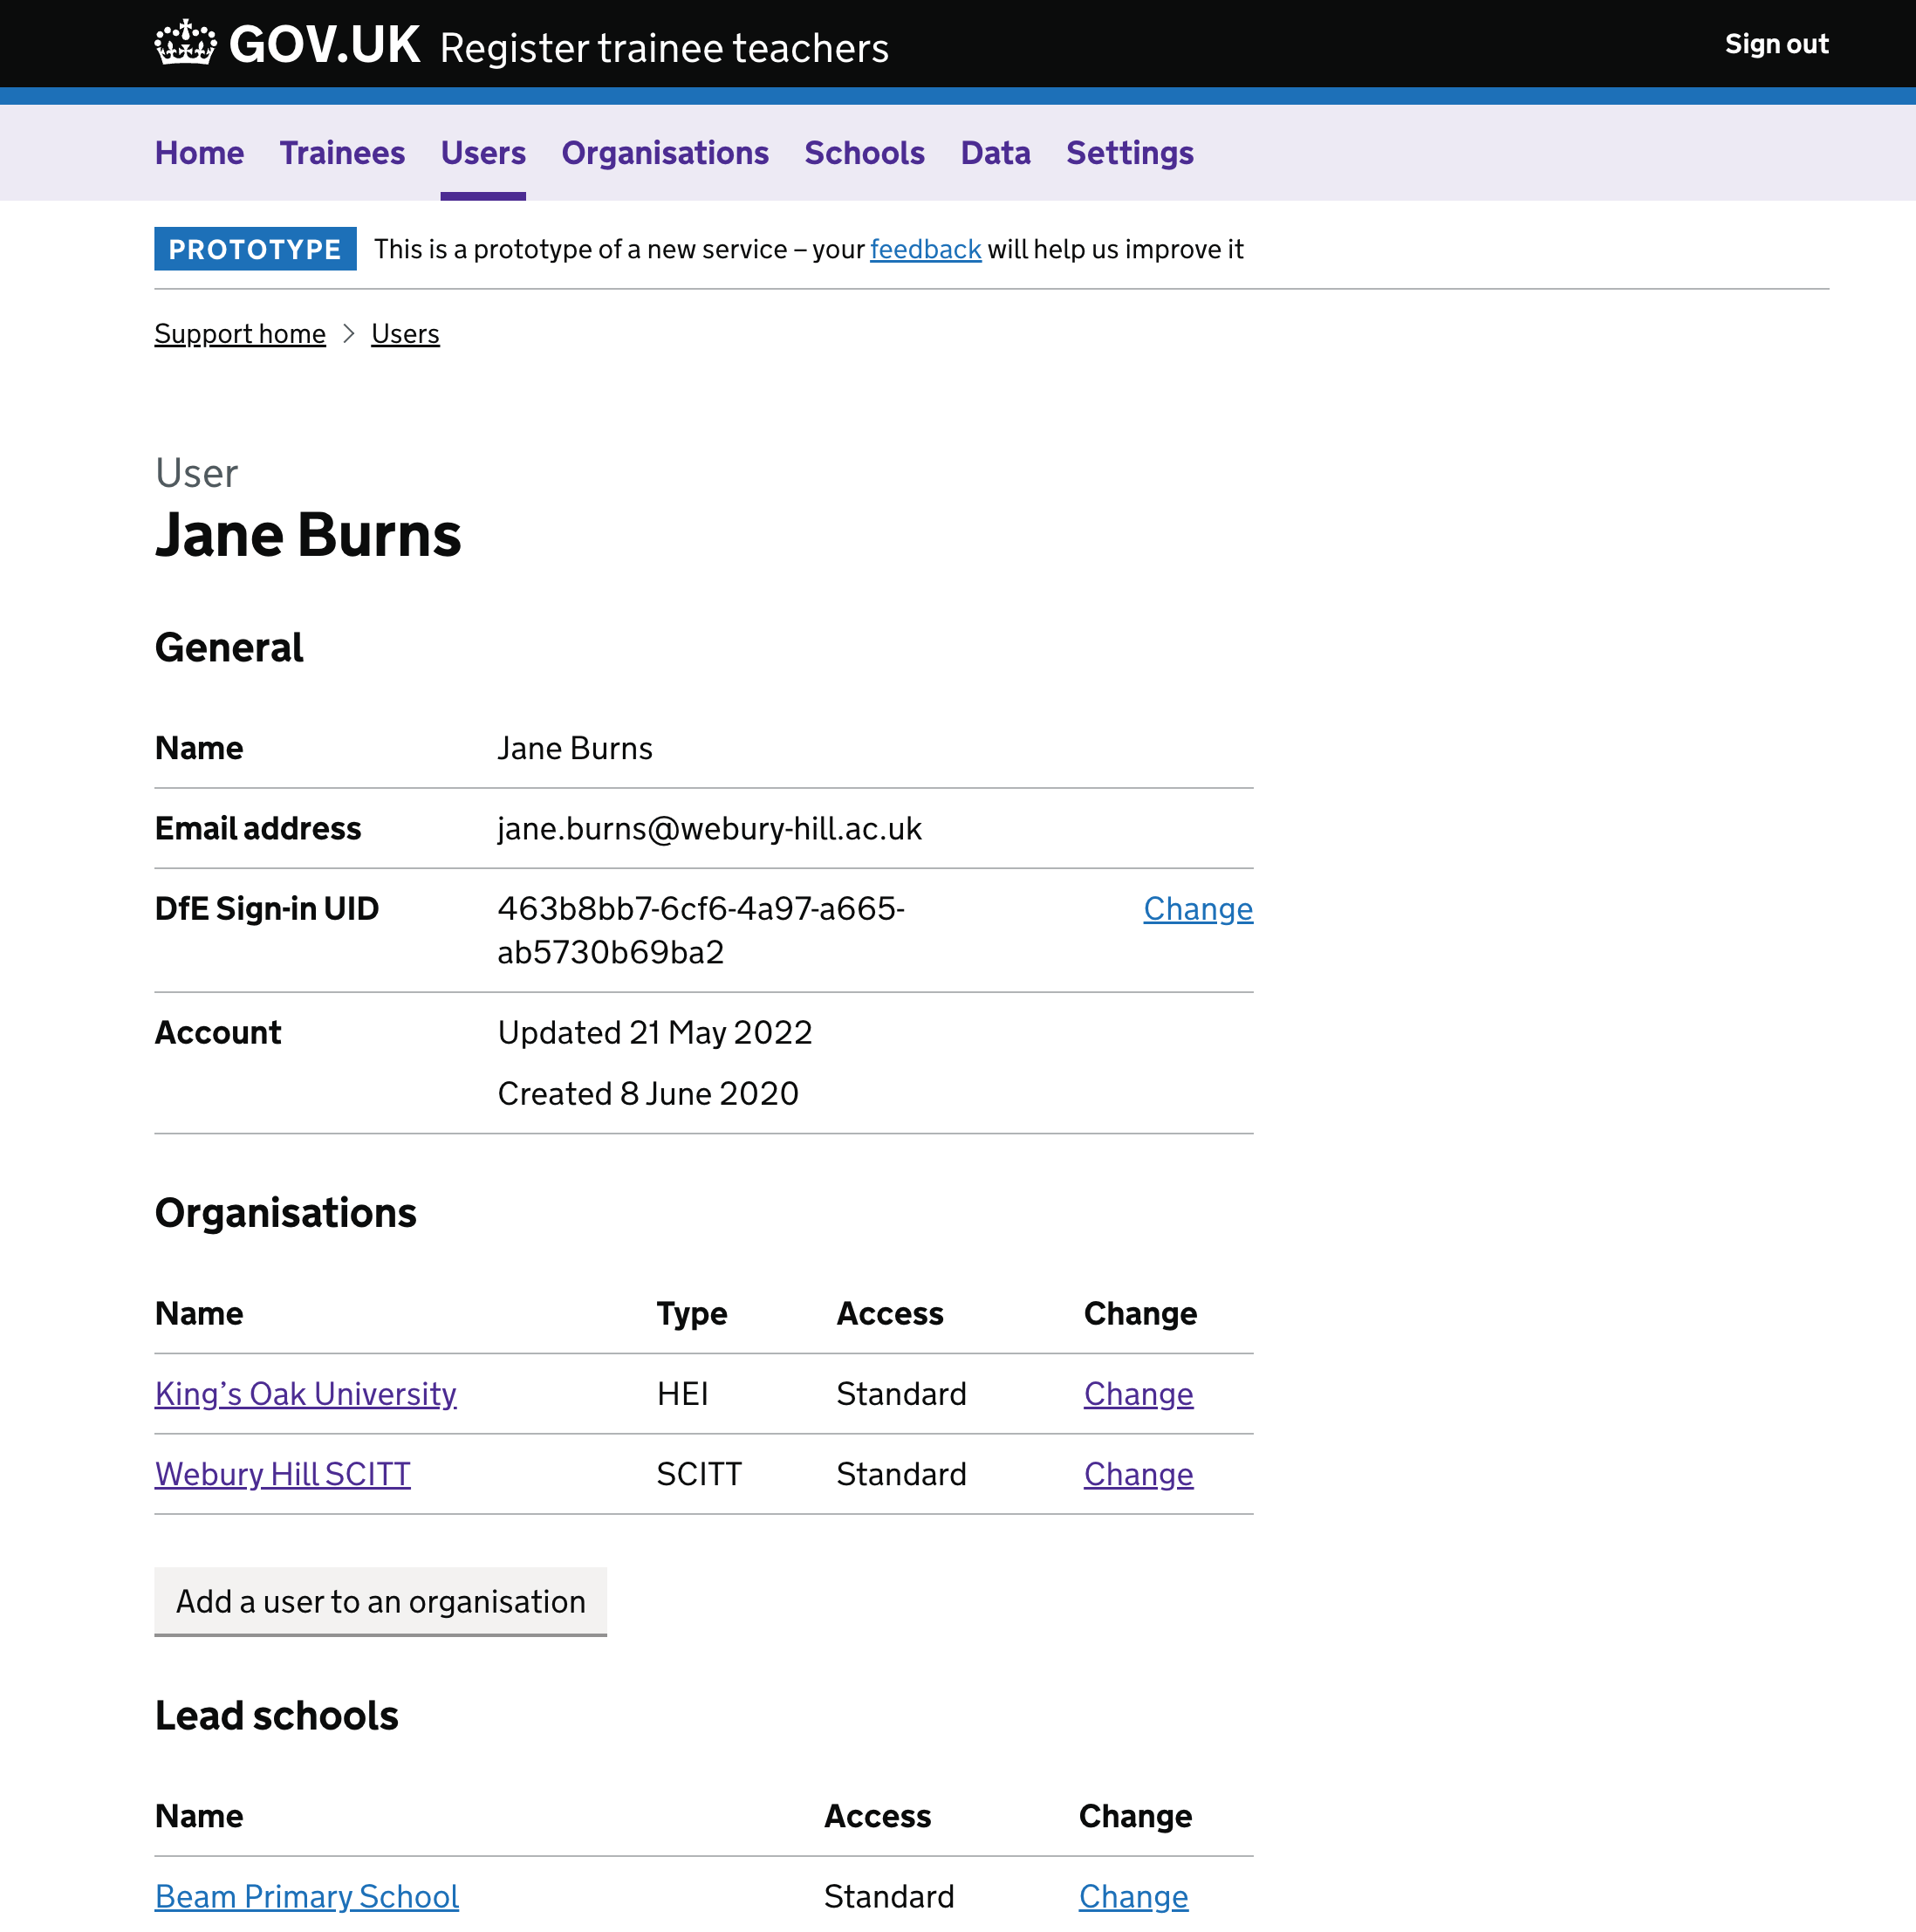 GOV.UK Register trainee teachers Sign out
Home Trainees Users Organisations Schools Data Settings
PROTOTYPE This is a prototype of a new service – your feedback will help us improve it
Support home Users
User
Jane Burns
General
Name Jane Burns
Email address jane.burns@webury-hill.ac.uk
DfE Sign-in UID 463b8bb7-6cf6-4a97-a665- Change
ab5730b69ba2
Account Updated 21 May 2022
Created 8 June 2020
Organisations
Name Type Access Change
King’s Oak University HEI Standard Change
Webury Hill SCITT SCITT Standard Change
Add a user to an organisation
Lead schools
Name Access Change
Beam Primary School Standard Change